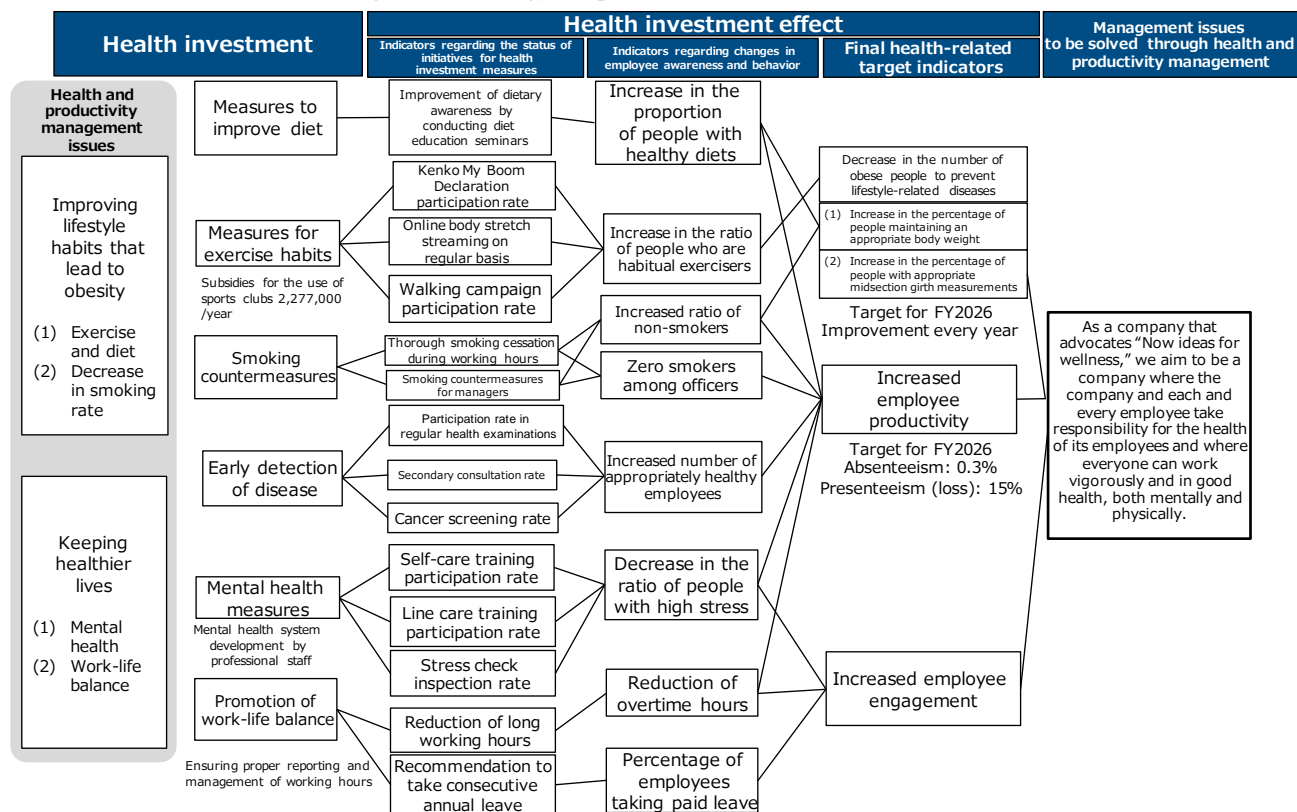 Health investment
Health investment effect
Indicators regarding the status of
initiatives for health
investment measures
Indicators regarding changes in
employee awareness and behavior
Final health-related
target indicators
Management issues
to be solved through health and
productivity management
Health and
productivity
management
issues
Improving
lifestyle
habits that
lead to
obesity
(1) Exercise
and diet
(2) Decrease
in smoking
rate
Keeping
healthier
lives
(1) Mental
health
(2) Work-life
balance
Measures to
improve diet
Measures for
exercise habits
Subsidies for the use of
sports clubs 2,277,000
/year
Smoking
countermeasures
Early detection
of disease
Mental health
measures
Mental health system
development by
professional staff
Promotion of
work-life balance
Ensuring proper reporting and
management of working hours
Improvement of dietary
awareness by
conducting diet
education seminars
Kenko My Boom
Declaration
participation rate
Online body stretch
streaming on
regular basis
Walking campaign
participation rate
Thorough smoking cessation
during working hours
Smoking countermeasures
for managers
Participation rate in
regular health examinations
Secondary consultation rate
Cancer screening rate
Self-care training
participation rate
Line care training
participation rate
Stress check
inspection rate
Reduction of long
working hours
Recommendation to
take consecutive
annual leave
Increase in the
proportion
of people with
healthy diets
Increase in the ratio
of people who are
habitual exercisers
Increased ratio of
non-smokers
Zero smokers
among officers
Increased number of
appropriately healthy
employees
Decrease in the
ratio of people
with high stress
Reduction of
overtime hours
Percentage of
employees
taking paid leave
Decrease in the number of
obese people to prevent
lifestyle-related diseases
(1) Increase in the percentage of
people maintaining an
appropriate body weight
(2) Increase in the percentage of
people with appropriate
midsection girth measurements
Target for FY2026
Improvement every year
Increased
employee
productivity
Target for FY2026
Absenteeism: 0.3%
Presenteeism (loss): 15%
Increased employee
engagement
As a company that
advocates “Now ideas for
wellness,” we aim to be a
company where the
company and each and
every employee take
responsibility for the health
of its employees and where
everyone can work
vigorously and in good
health, both mentally and
physically.